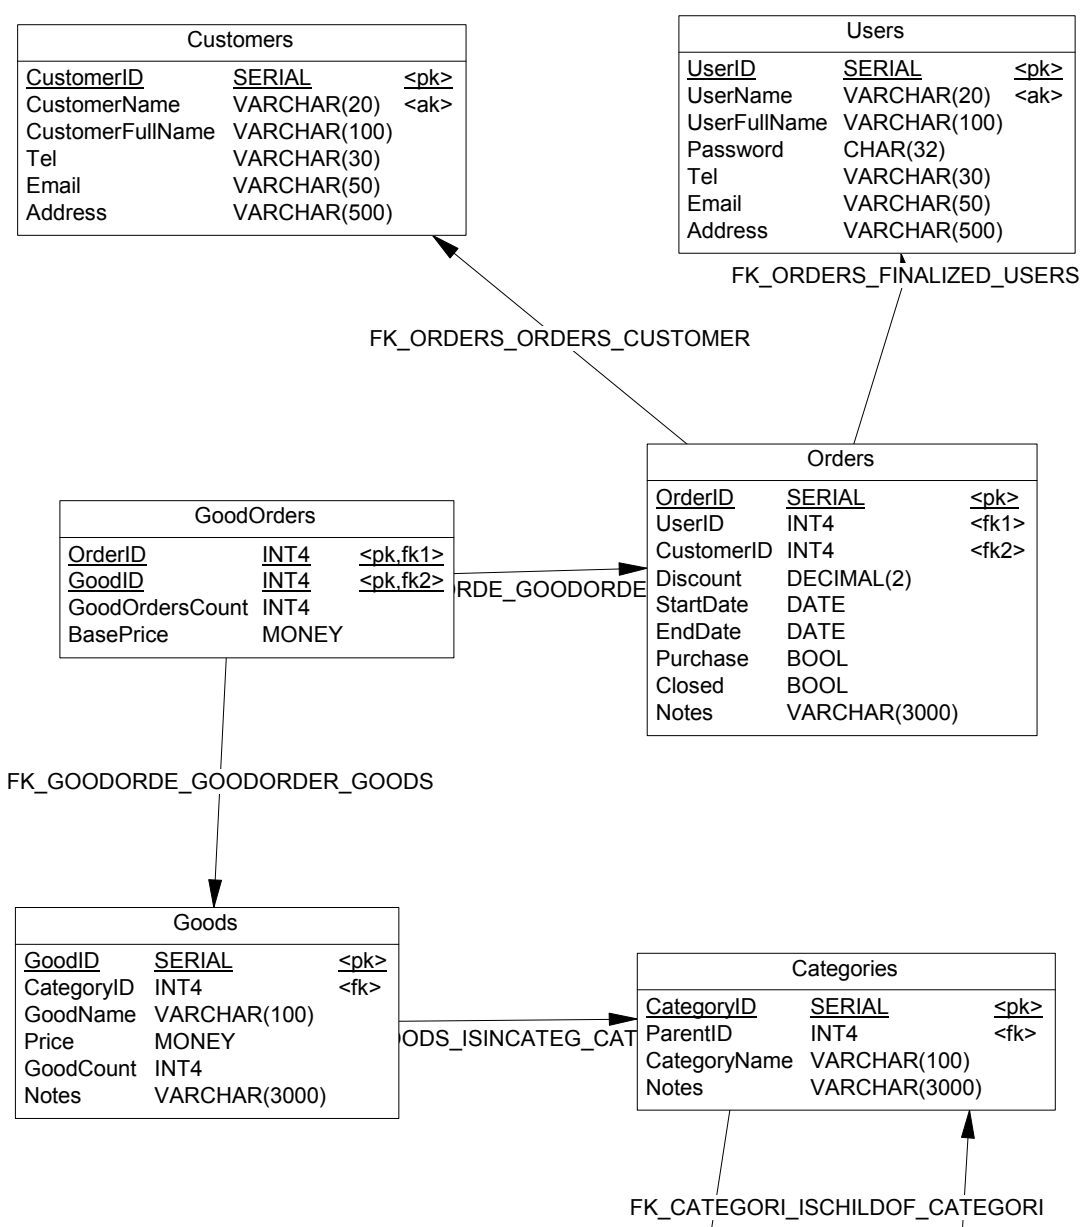 Customers
CustomerID SERIAL <pk>
CustomerName VARCHAR(20) <ak>
CustomerFullName VARCHAR(100)
Tel VARCHAR(30)
Email VARCHAR(50)
Address VARCHAR(500)
Users
UserID SERIAL <pk>
UserName VARCHAR(20) <ak>
UserFullName VARCHAR(100)
Password CHAR(32)
Tel VARCHAR(30)
Email VARCHAR(50)
Address VARCHAR(500)
FK_ORDERS_FINALIZED_USERS
FK_ORDERS_ORDERS_CUSTOMER
Orders
OrderID SERIAL <pk>
UserID INT4 <fk1>
CustomerID INT4 <fk2>
Discount DECIMAL(2)
StartDate DATE
EndDate DATE
Purchase BOOL
Closed BOOL
Notes VARCHAR(3000)
GoodOrders
OrderID INT4 <pk,fk1>
GoodID INT4 <pk,fk2>
GoodOrdersCount INT4
BasePrice MONEY
RDE_GOODORDE
FK_GOODORDE_GOODORDER_GOODS
Goods
GoodID SERIAL <pk>
CategoryID INT4 <fk>
GoodName VARCHAR(100)
Price MONEY
GoodCount INT4
Notes VARCHAR(3000)
ODS_ISINCATEG_CAT
Categories
CategoryID SERIAL <pk>
ParentID INT4 <fk>
CategoryName VARCHAR(100)
Notes VARCHAR(3000)
FK_CATEGORI_ISCHILDOF_CATEGORI